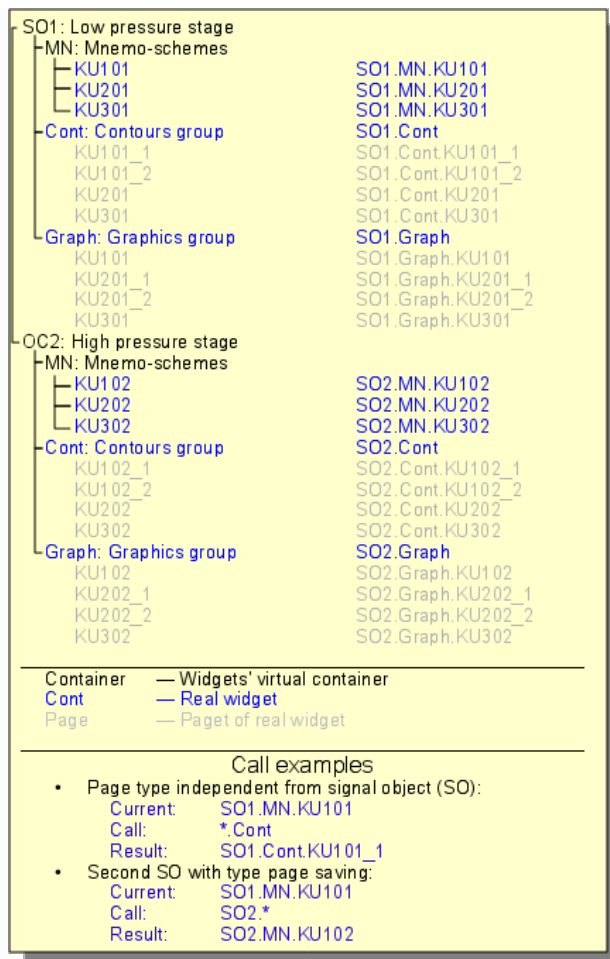 SO1: Low pressure stage
MN: Mnemo-schemes
KU101 SO1.MN.KU101
KU201 SO1.MN.KU201
KU301 SO1.MN.KU301
Cont: Contours group SO1.Cont
KU101_1 SO1.Cont.KU101_1
KU101_2 SO1.Cont.KU101_2
KU201 SO1.Cont.KU201
KU301 SO1.Cont.KU301
Graph: Graphics group SO1.Graph
KU101 SO1.Graph.KU101
KU201_1 SO1.Graph.KU201_1
KU201_2 SO1.Graph.KU201_2
KU301 SO1.Graph.KU301
OC2: High pressure stage
MN: Mnemo-schemes
KU102 SO2.MN.KU102
KU202 SO2.MN.KU202
KU302 SO2.MN.KU302
Cont: Contours group SO2.Cont
KU102_1 SO2.Cont.KU102_1
KU102_2 SO2.Cont.KU102_2
KU202 SO2.Cont.KU202
KU302 SO2.Cont.KU302
Graph: Graphics group SO2.Graph
KU102 SO2.Graph.KU102
KU202_1 SO2.Graph.KU202_1
KU202_2 SO2.Graph.KU202_2
KU302 SO2.Graph.KU302
Container — Widgets' virtual container
Cont — Real widget
Page — Paget of real widget
Call examples
• Page type independent from signal object (SO):
Current: SO1.MN.KU101
Call: *.Cont
Result: SO1.Cont.KU101_1
• Second SO with type page saving:
Current: SO1.MN.KU101
Call: SO2.*
Result: SO2.MN.KU102